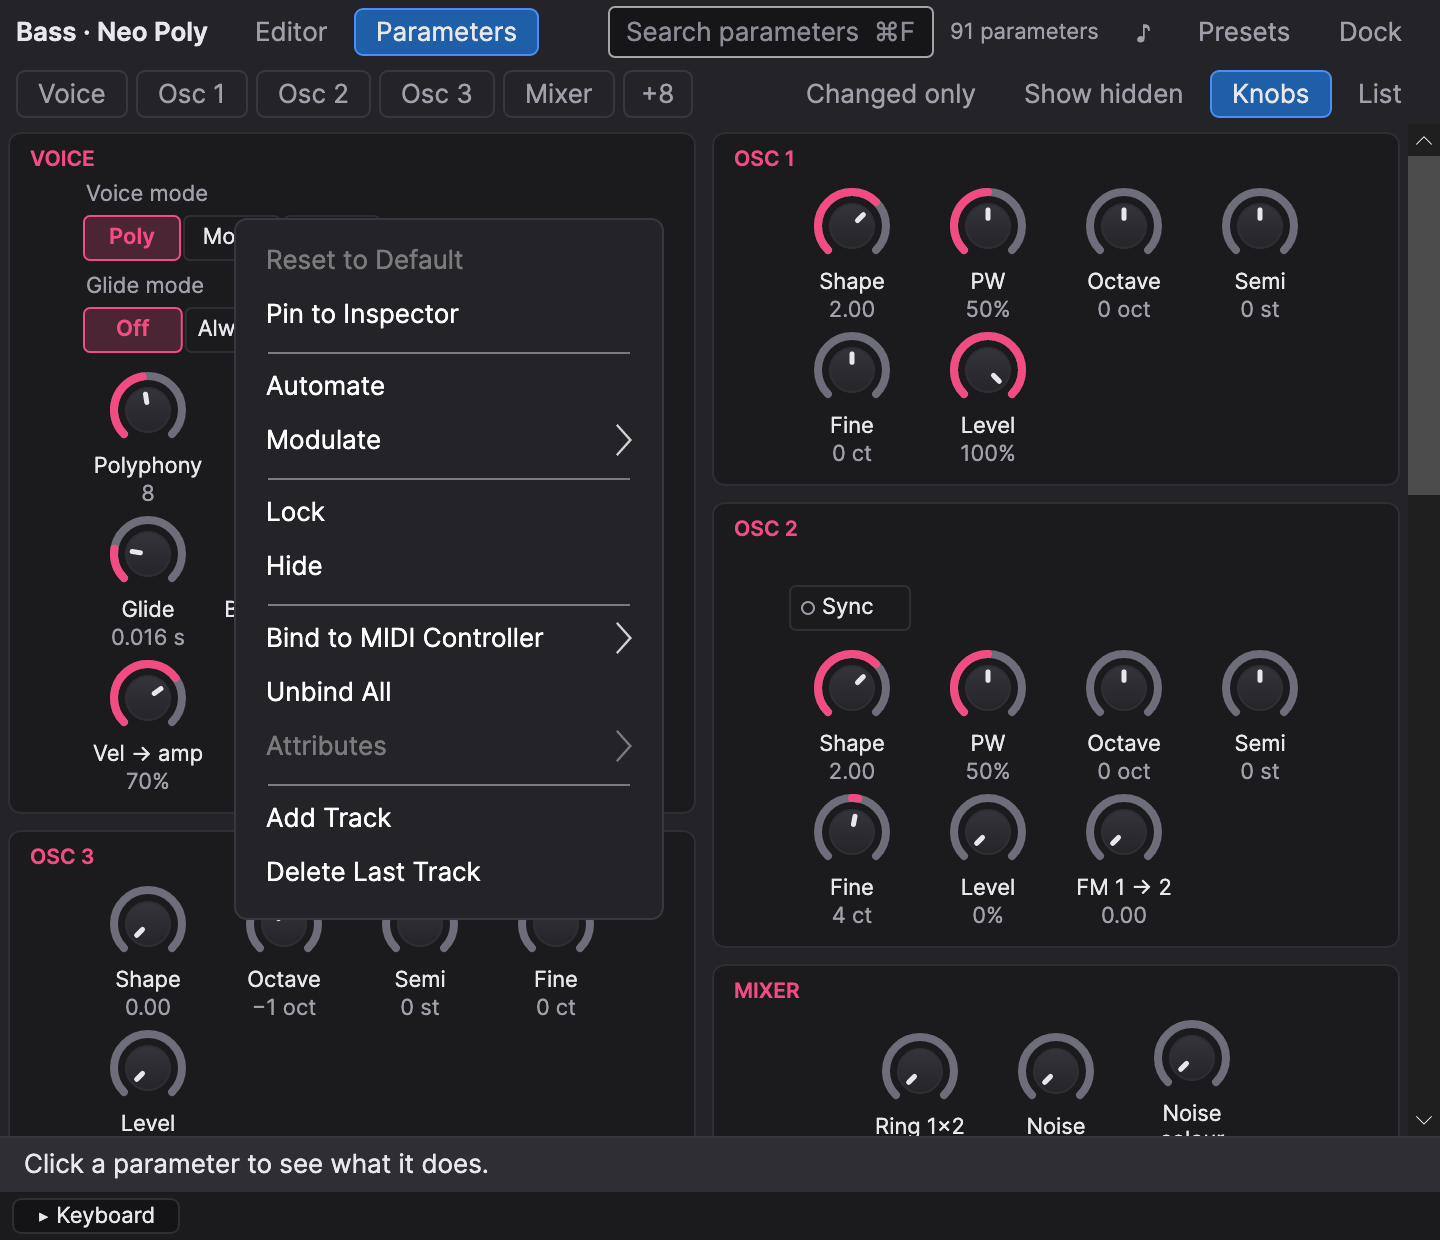 Bass · Neo Poly Editor Parameters Search parameters ⌘F 91 parameters Presets Dock
Voice Osc 1 Osc 2 Osc 3 Mixer +8 Changed only Show hidden Knobs List
VOICE
Voice mode
Poly Mo
Glide mode
Off Alw
Polyphony
8
Glide
0.016 s
Vel → amp
70%
Reset to Default
Pin to Inspector
Automate
Modulate
Lock
Hide
Bind to MIDI Controller
Unbind All
Attributes
Add Track
Delete Last Track
OSC 1
Shape PW Octave Semi
2.00 50% 0 oct 0 st
Fine Level
0 ct 100%
OSC 2
Sync
Shape PW Octave Semi
2.00 50% 0 oct 0 st
Fine Level FM 1 → 2
4 ct 0% 0.00
OSC 3
Shape Octave Semi Fine
0.00 −1 oct 0 st 0 ct
Level
MIXER
Ring 1×2 Noise Noise
Click a parameter to see what it does.
▸ Keyboard